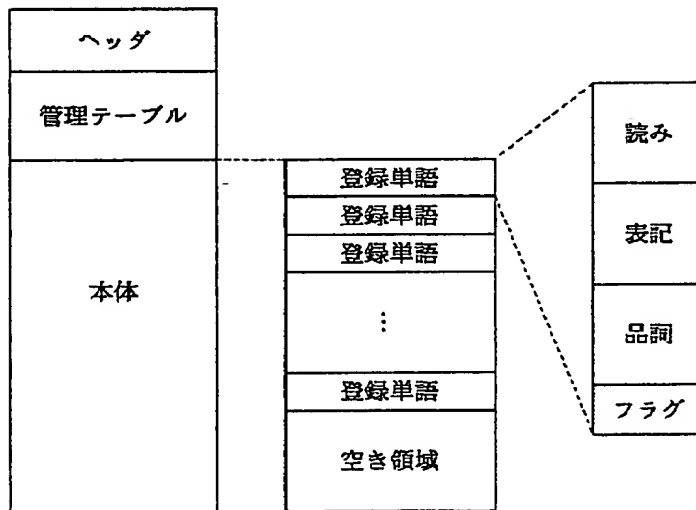 ヘッダ
管理テーブル
本体
登録単語
登録単語
登録単語
⋮
登録単語
空き領域
読み
表記
品詞
フラグ